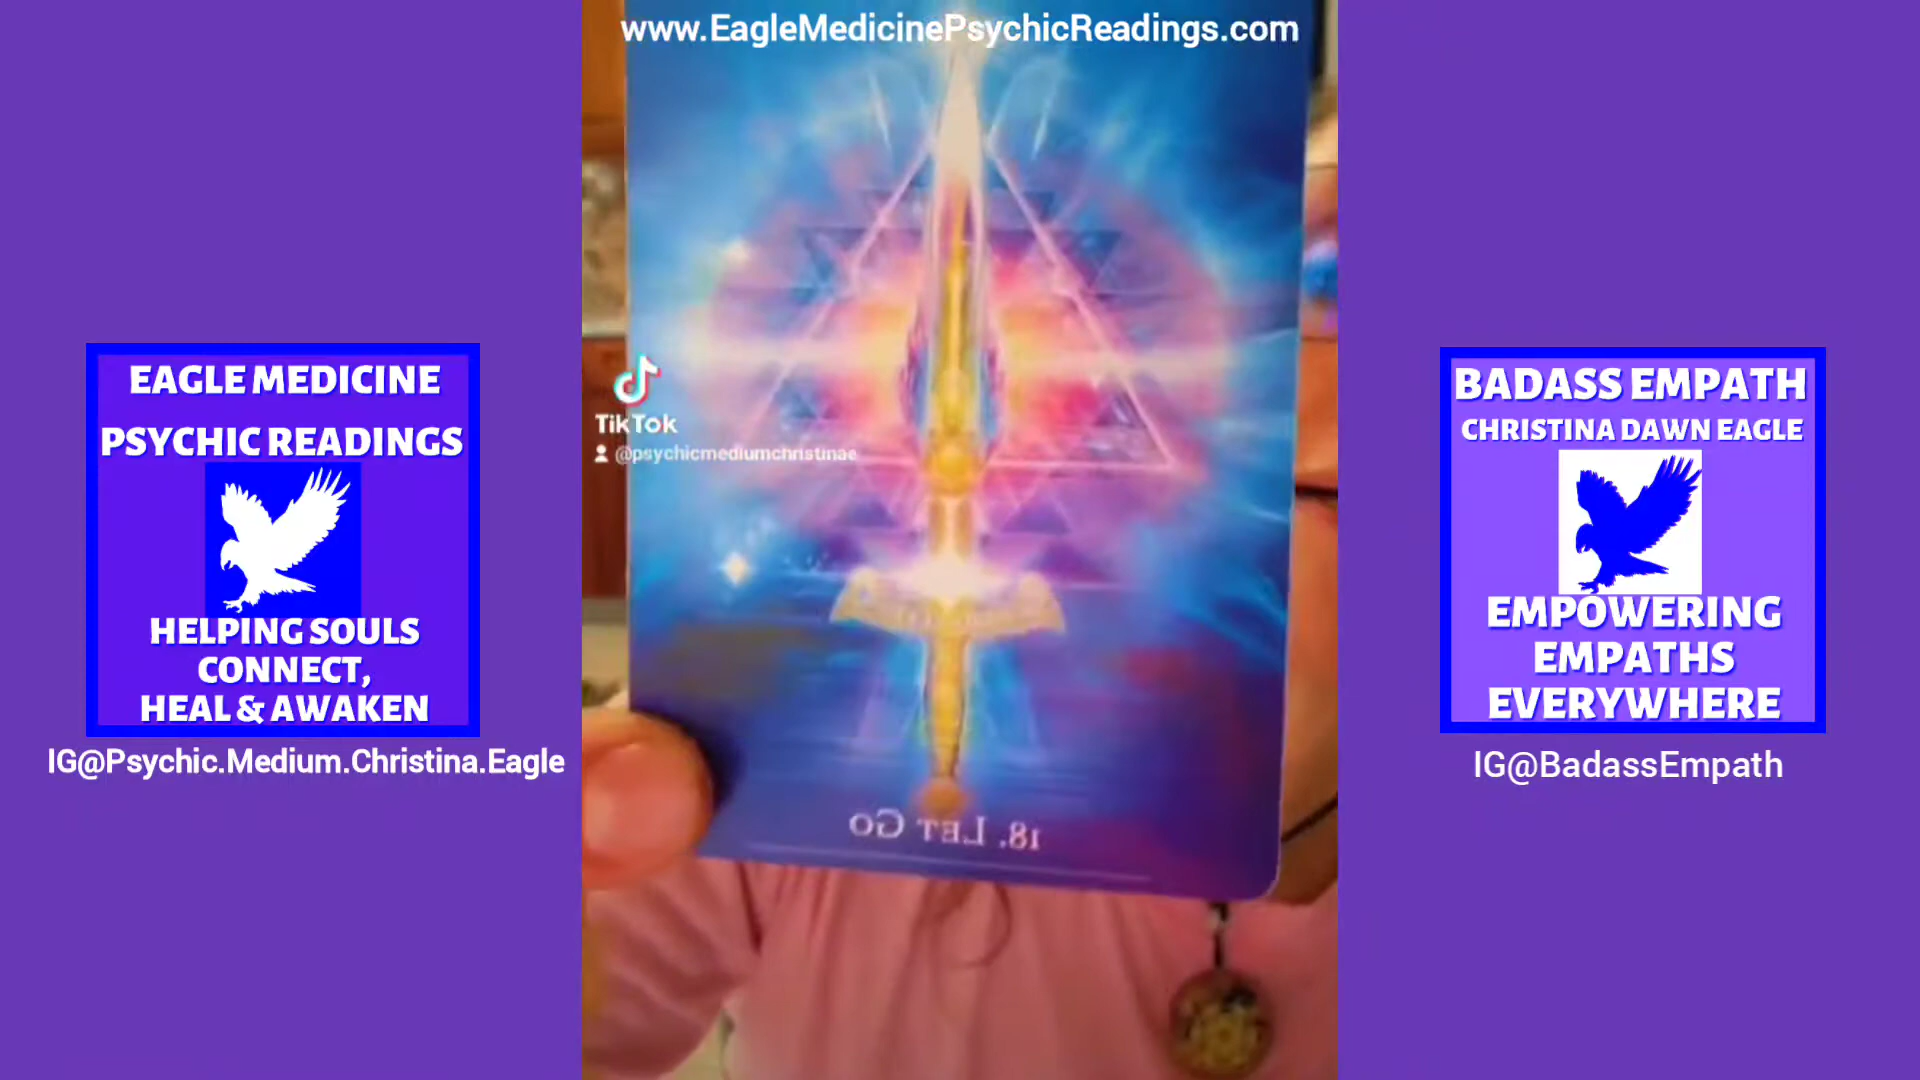 www.EagleMedicinePsychicReadings.com
EAGLE MEDICINE
PSYCHIC READINGS
HELPING SOULS
CONNECT,
HEAL & AWAKEN
IG@Psychic.Medium.Christina.Eagle
TikTok
@psychicmediumchristinae
18. LET GO
BADASS EMPATH
CHRISTINA DAWN EAGLE
EMPOWERING
EMPATHS
EVERYWHERE
IG@BadassEmpath